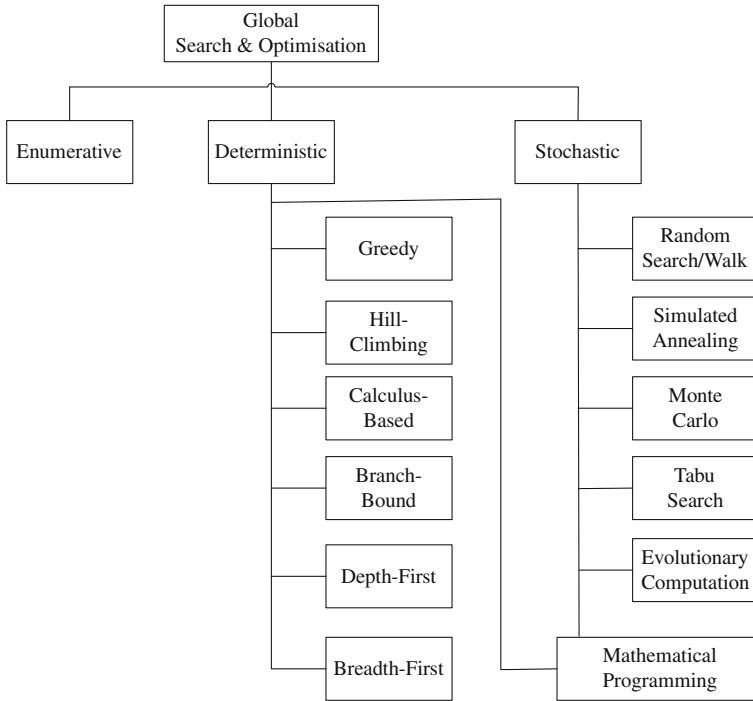 Global
Search & Optimisation
Enumerative
Deterministic
Stochastic
Greedy
Hill-
Climbing
Calculus-
Based
Branch-
Bound
Depth-First
Breadth-First
Random
Search/Walk
Simulated
Annealing
Monte
Carlo
Tabu
Search
Evolutionary
Computation
Mathematical
Programming